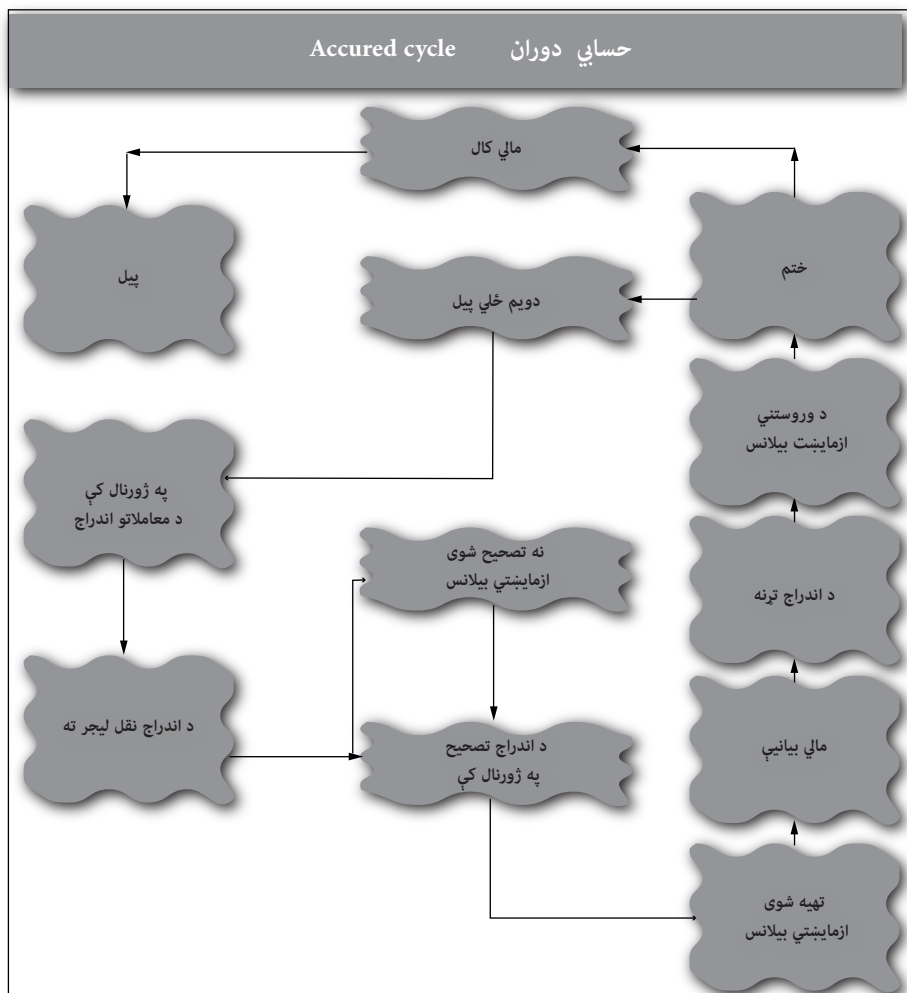 حسابي دوران Accured cycle
مالي کال
ختم
پیل
دویم ځلي پیل
د وروستني
ازمایښت بیلانس
په ژورنال کې
د معاملاتو اندراج
نه تصحیح شوی
ازمایښتي بیلانس
د اندراج تړنه
د اندراج نقل لیجر ته
د اندراج تصحیح
په ژورنال کې
مالي بیانیې
تهیه شوی
ازمایښتي بیلانس